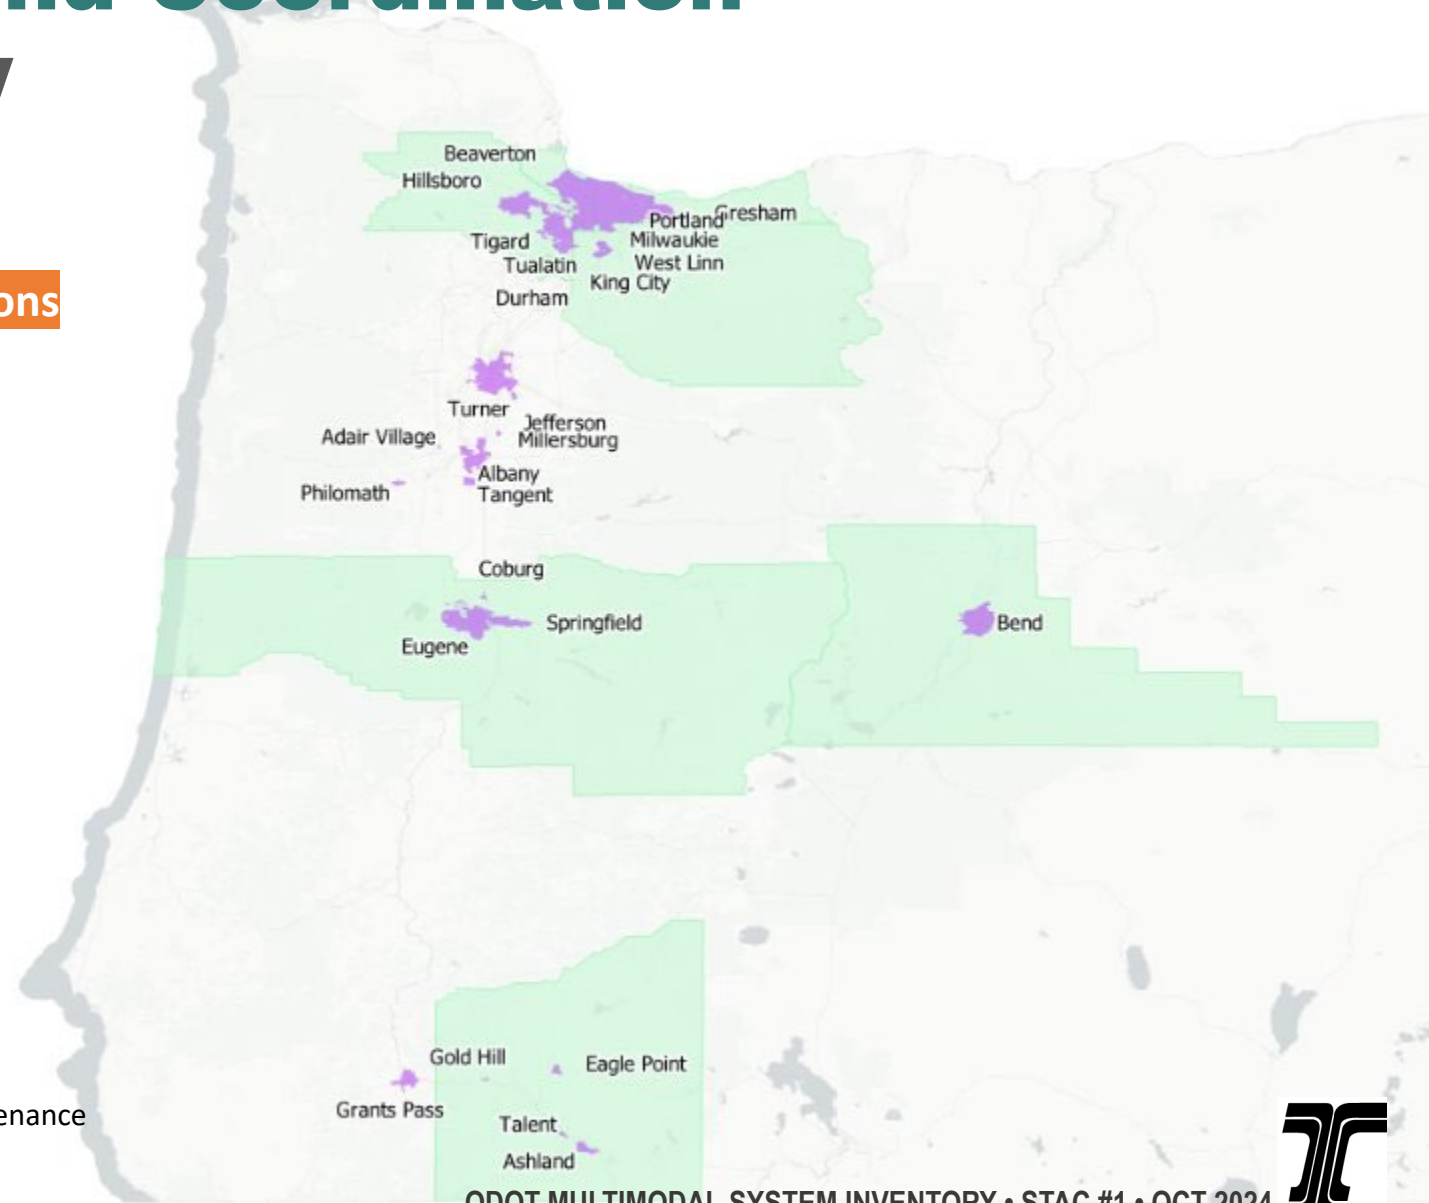 nd Coordination
y
Beaverton
Hillsboro
Gresham
Portland
Tigard
Milwaukie
Tualatin
West Linn
King City
Durham
ons
Turner
Jefferson
Adair Village
Millersburg
Albany
Philomath
Tangent
Coburg
Springfield
Bend
Eugene
Gold Hill
Eagle Point
Grants Pass
enance
Talent
Ashland
ODOT MULTIMODAL SYSTEM INVENTORY • STAC #1 • OCT 2024